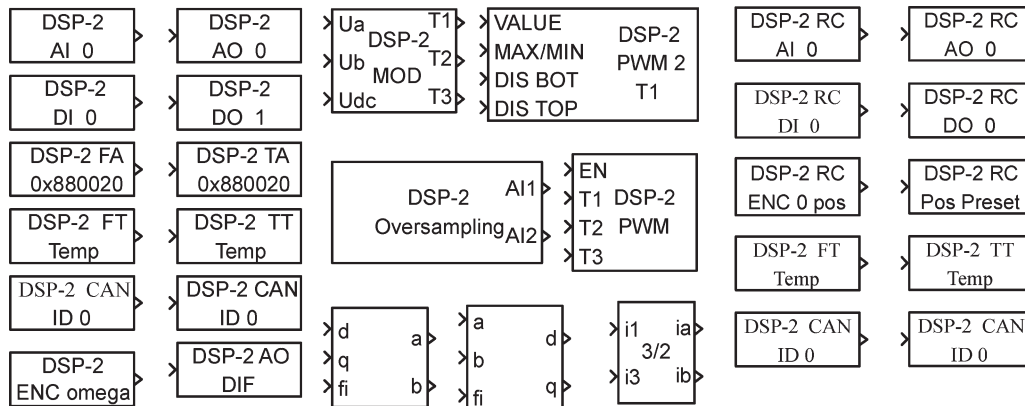 DSP-2
AI 0
DSP-2
AO 0
DSP-2
DI 0
DSP-2
DO 1
DSP-2 FA
0x880020
DSP-2 TA
0x880020
DSP-2 FT
Temp
DSP-2 TT
Temp
DSP-2 CAN
ID 0
DSP-2 CAN
ID 0
DSP-2
ENC omega
DSP-2 AO
DIF
Ua
Ub
Udc
DSP-2
MOD
T1
T2
T3
VALUE
MAX/MIN
DIS BOT
DIS TOP
DSP-2
PWM 2
T1
DSP-2
Oversampling
AI1
AI2
EN
T1
T2
T3
DSP-2
PWM
d
q
fi
a
b
a
b
fi
d
q
i1
i3
3/2
ia
ib
DSP-2 RC
AI 0
DSP-2 RC
AO 0
DSP-2 RC
DI 0
DSP-2 RC
DO 0
DSP-2 RC
ENC 0 pos
DSP-2 RC
Pos Preset
DSP-2 FT
Temp
DSP-2 TT
Temp
DSP-2 CAN
ID 0
DSP-2 CAN
ID 0